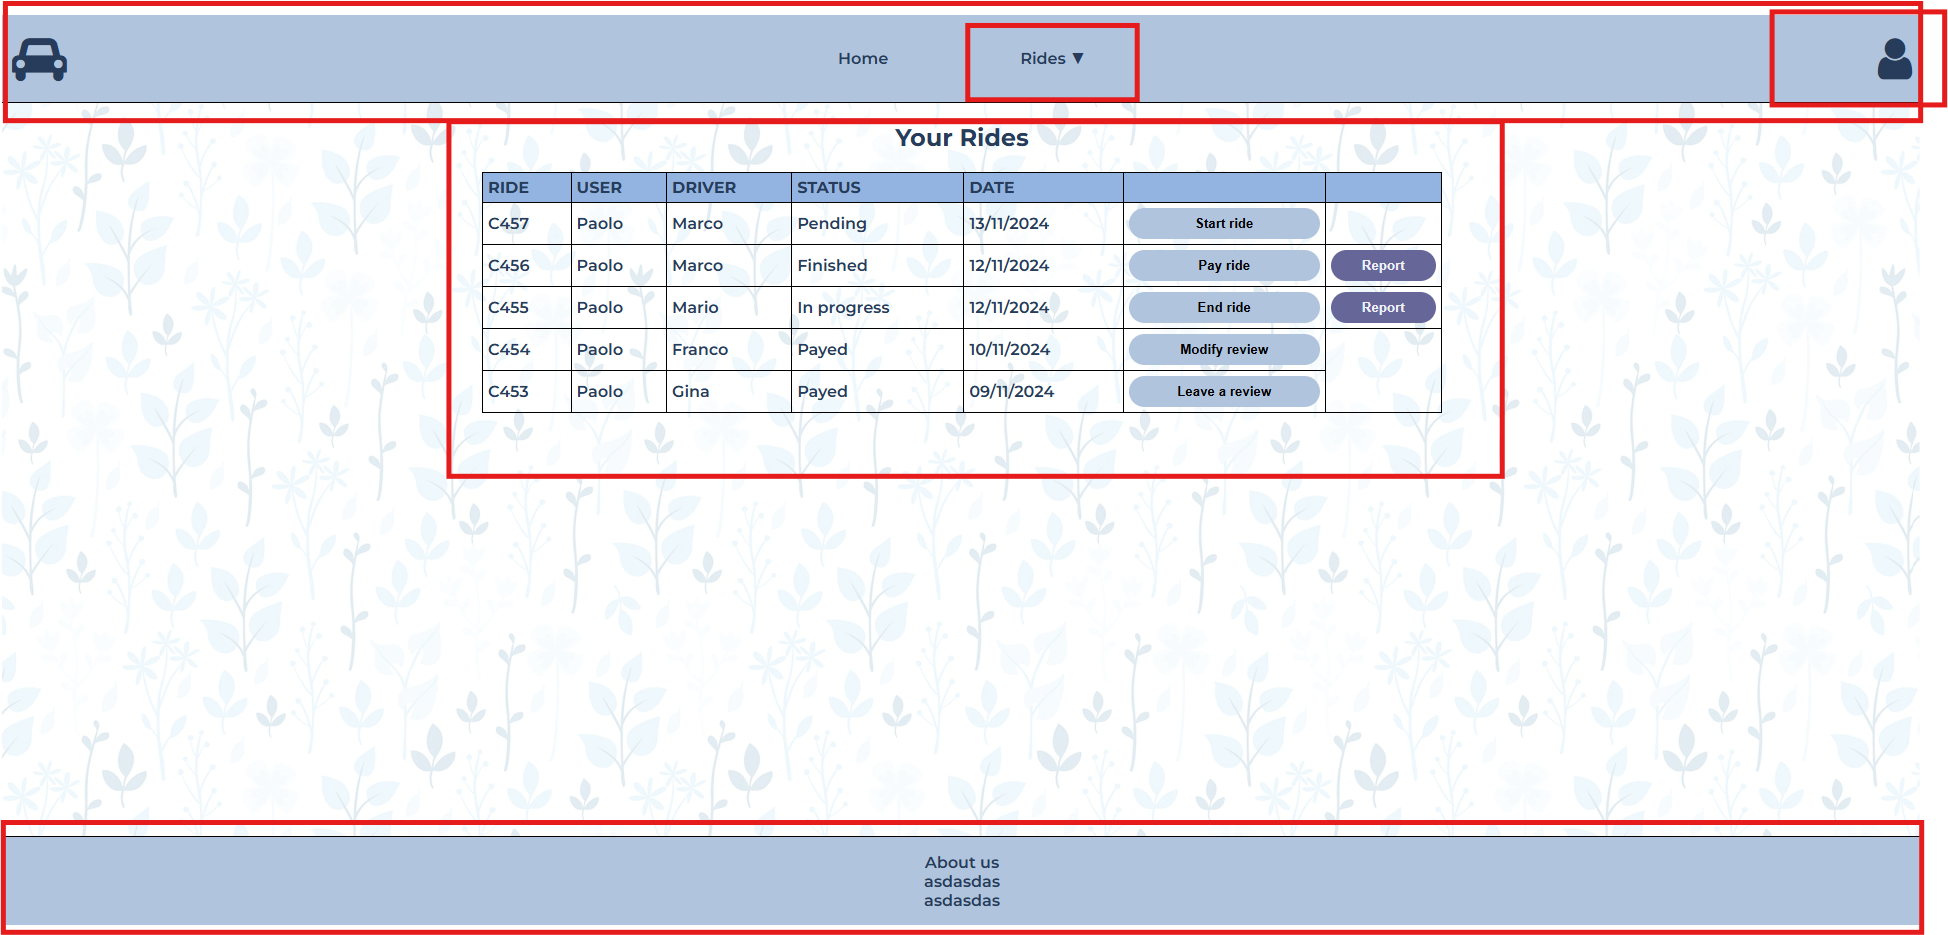 Home Rides ▼
Your Rides
RIDE USER DRIVER STATUS DATE
C457 Paolo Marco Pending 13/11/2024 Start ride
C456 Paolo Marco Finished 12/11/2024 Pay ride Report
C455 Paolo Mario In progress 12/11/2024 End ride Report
C454 Paolo Franco Payed 10/11/2024 Modify review
C453 Paolo Gina Payed 09/11/2024 Leave a review
About us
asdasdas
asdasdas